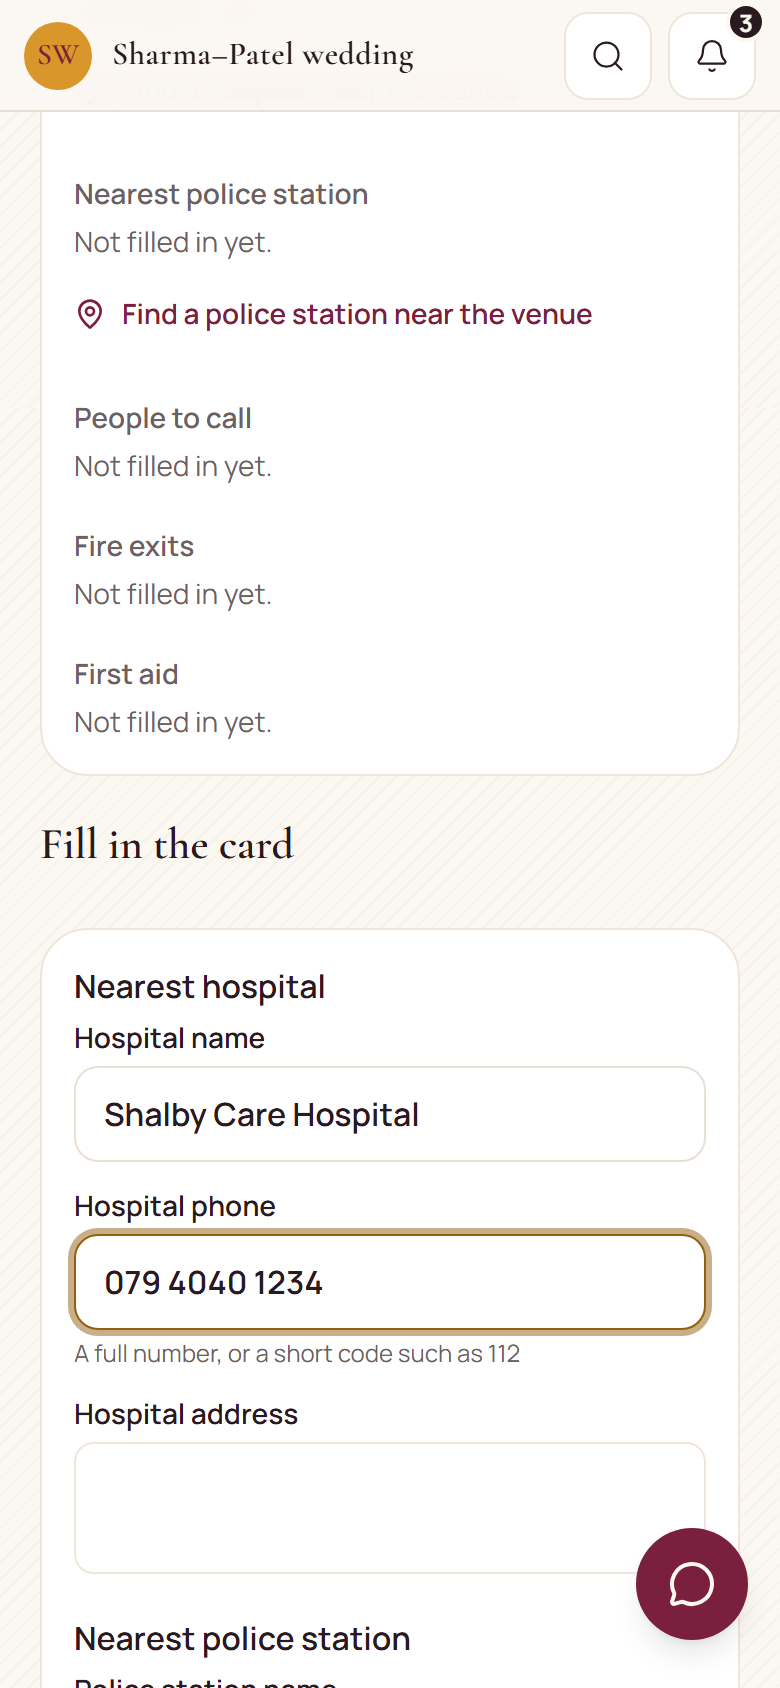 SW
Sharma–Patel wedding
3
Nearest police station
Not filled in yet.
Find a police station near the venue
People to call
Not filled in yet.
Fire exits
Not filled in yet.
First aid
Not filled in yet.
Fill in the card
Nearest hospital
Hospital name
Shalby Care Hospital
Hospital phone
079 4040 1234
A full number, or a short code such as 112
Hospital address
Nearest police station
Police station name